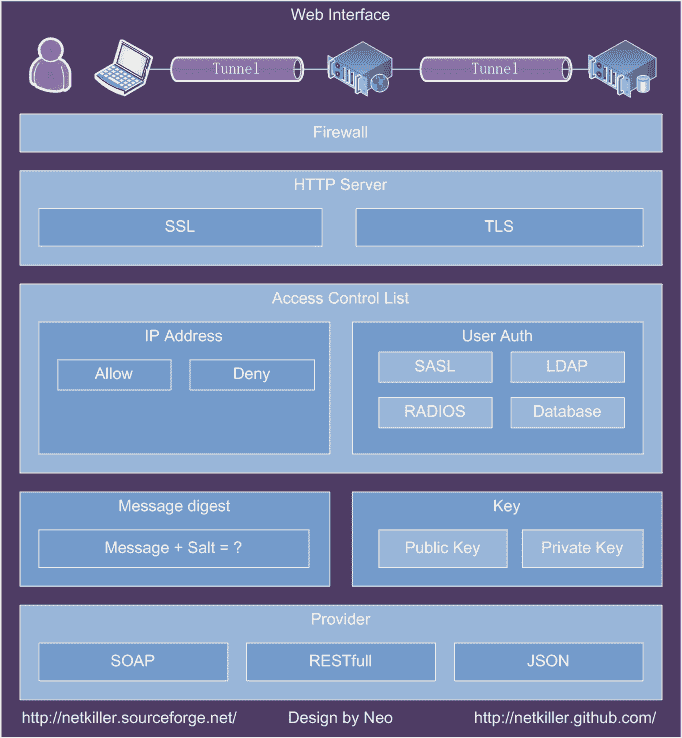 Web Interface
Tunnel Tunnel
Firewall
HTTP Server
SSL TLS
Access Control List
IP Address User Auth
Allow Deny SASL LDAP
RADIOS Database
Message digest Key
Message + Salt = ? Public Key Private Key
Provider
SOAP RESTfull JSON
http://netkiller.sourceforge.net/ Design by Neo http://netkiller.github.com/